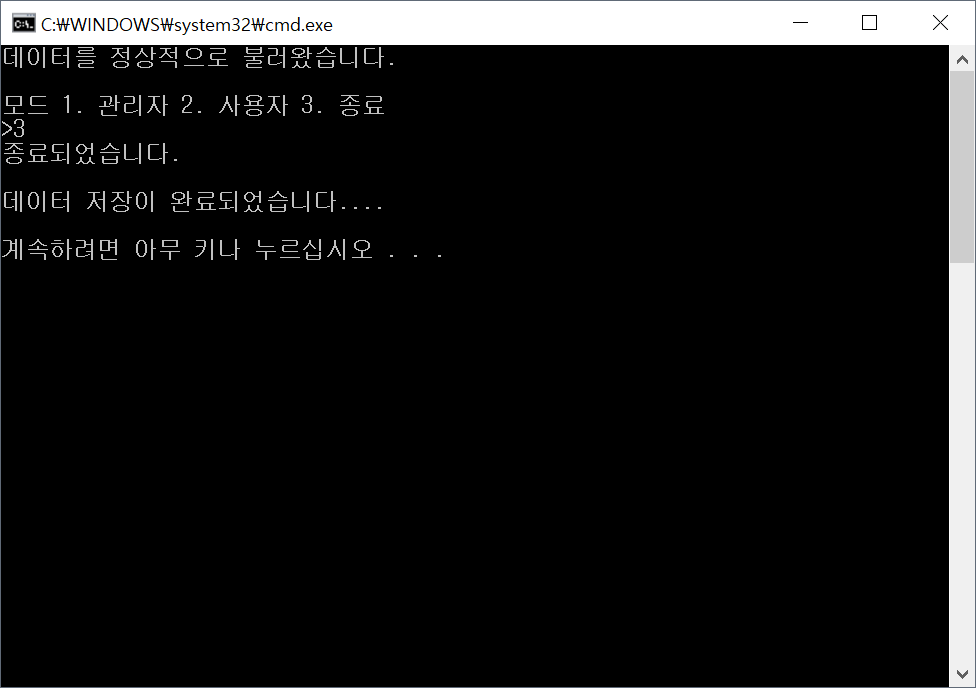 C:₩WINDOWS₩system32₩cmd.exe
데이터를 정상적으로 불러왔습니다.
모드 1. 관리자 2. 사용자 3. 종료
>3
종료되었습니다.
데이터 저장이 완료되었습니다....
계속하려면 아무 키나 누르십시오 . . .